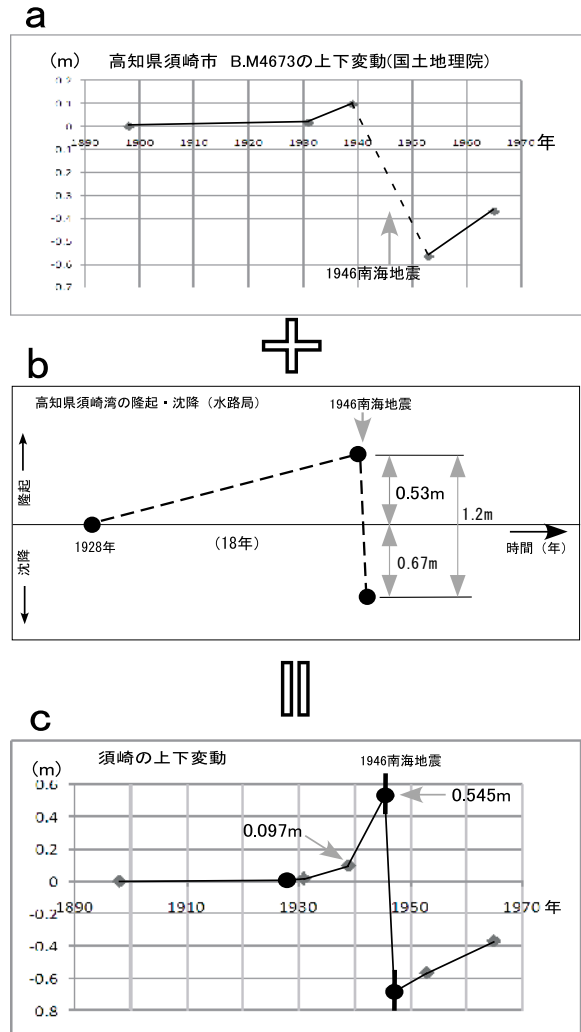 a
(m) 高知県須崎市 B.M4673の上下変動(国土地理院)
0.2
0.1
0
1890 1900 1910 1920 1930 1940 1950 1960 1970 年
0.1
0.2
0.3
-0.4
-0.5
-0.6
0.7
1946南海地震
b
高知県須崎湾の隆起・沈降（水路局）
1946南海地震
隆起
沈降
0.53m
1.2m
0.67m
1928年
(18年)
時間（年）
c
(m) 須崎の上下変動
1946南海地震
0.6
0.545m
0.4
0.097m
0.2
0
1890 1910 1930 1950 1970 年
-0.2
-0.4
-0.6
0.8